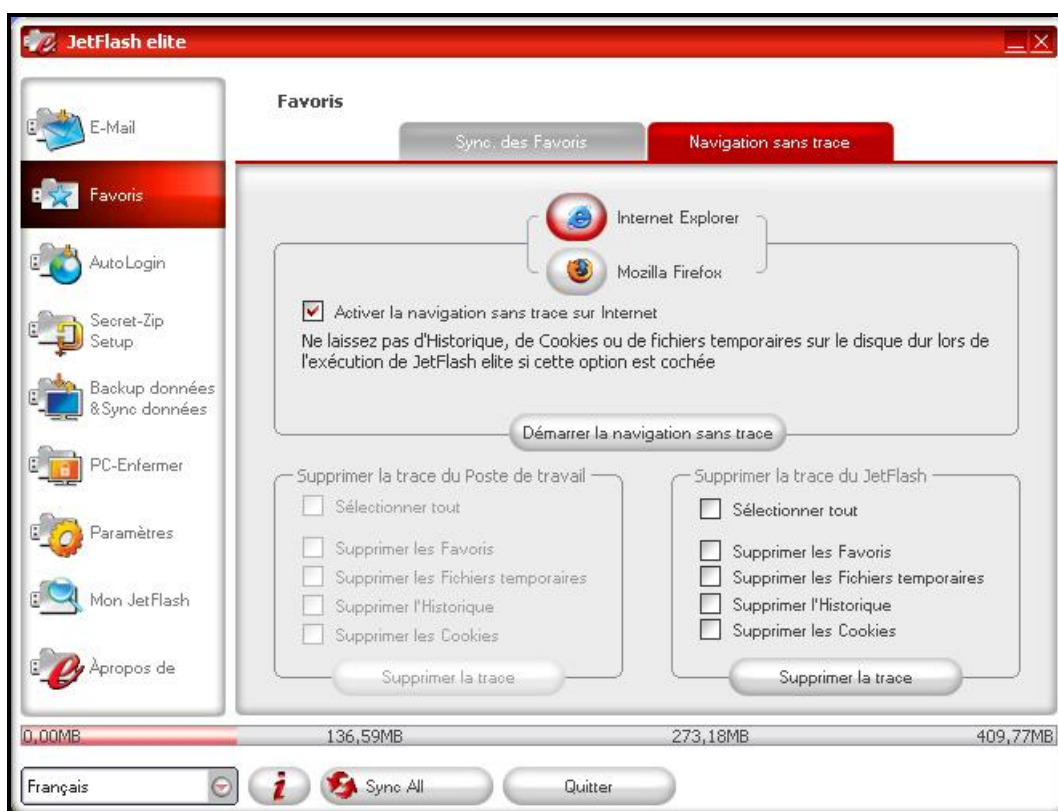 JetFlash elite
E-Mail
Favoris
AutoLogin
Secret-Zip
Setup
Backup données
&Sync données
PC-Enfermer
Paramètres
Mon JetFlash
Àpropos de
Favoris
Sync. des Favoris
Navigation sans trace
Internet Explorer
Mozilla Firefox
Activer la navigation sans trace sur Internet
Ne laissez pas d'Historique, de Cookies ou de fichiers temporaires sur le disque dur lors de
l'exécution de JetFlash elite si cette option est cochée
Démarrer la navigation sans trace
Supprimer la trace du Poste de travail
Sélectionner tout
Supprimer les Favoris
Supprimer les Fichiers temporaires
Supprimer l'Historique
Supprimer les Cookies
Supprimer la trace
Supprimer la trace du JetFlash
Sélectionner tout
Supprimer les Favoris
Supprimer les Fichiers temporaires
Supprimer l'Historique
Supprimer les Cookies
Supprimer la trace
0,00MB 136,59MB 273,18MB 409,77MB
Français
i
Sync All
Quitter